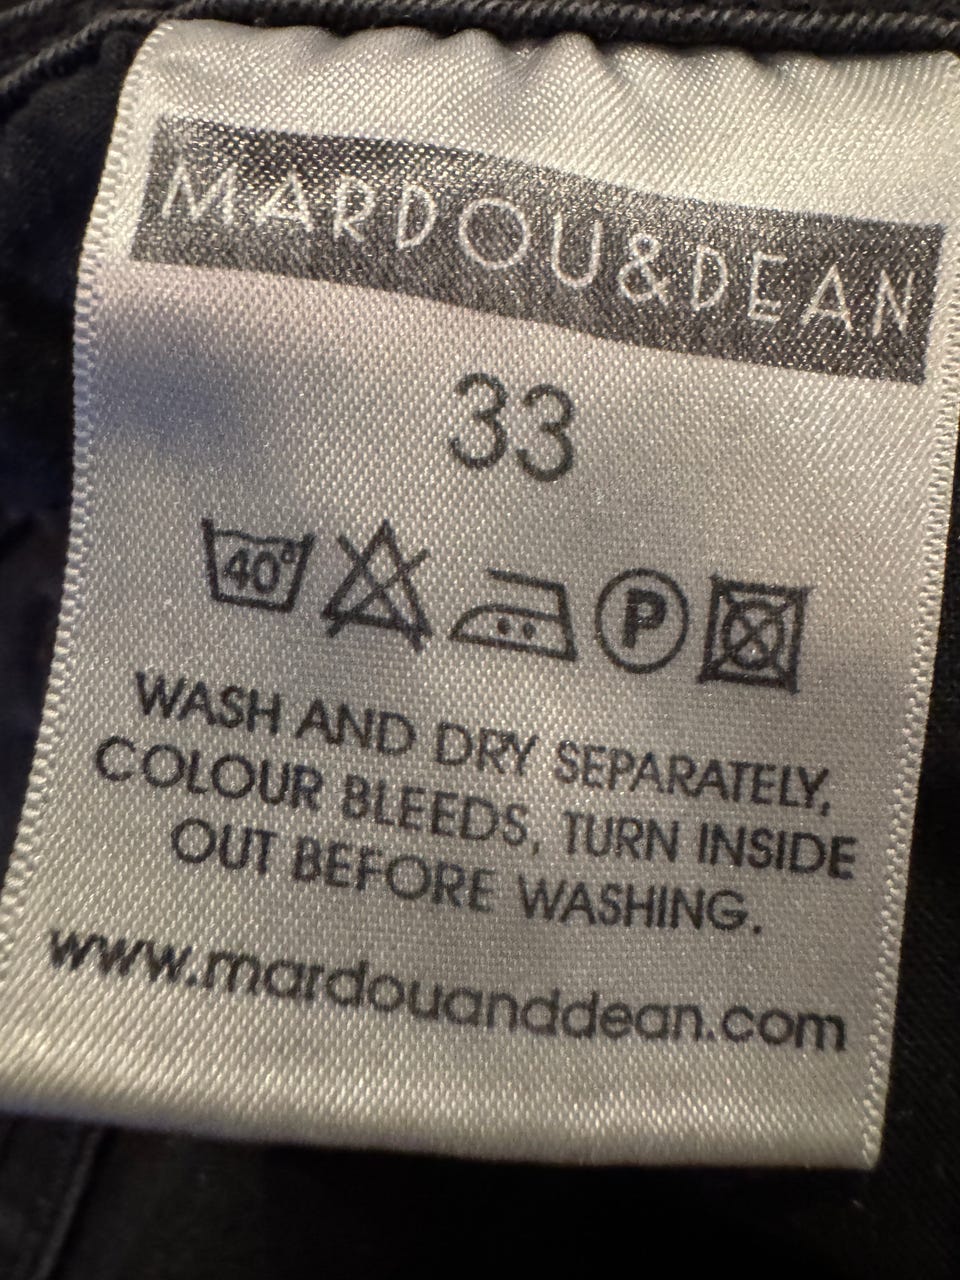 MARDOU&DEAN
33
40° P
WASH AND DRY SEPARATELY,
COLOUR BLEEDS, TURN INSIDE
OUT BEFORE WASHING.
www.mardouanddean.com